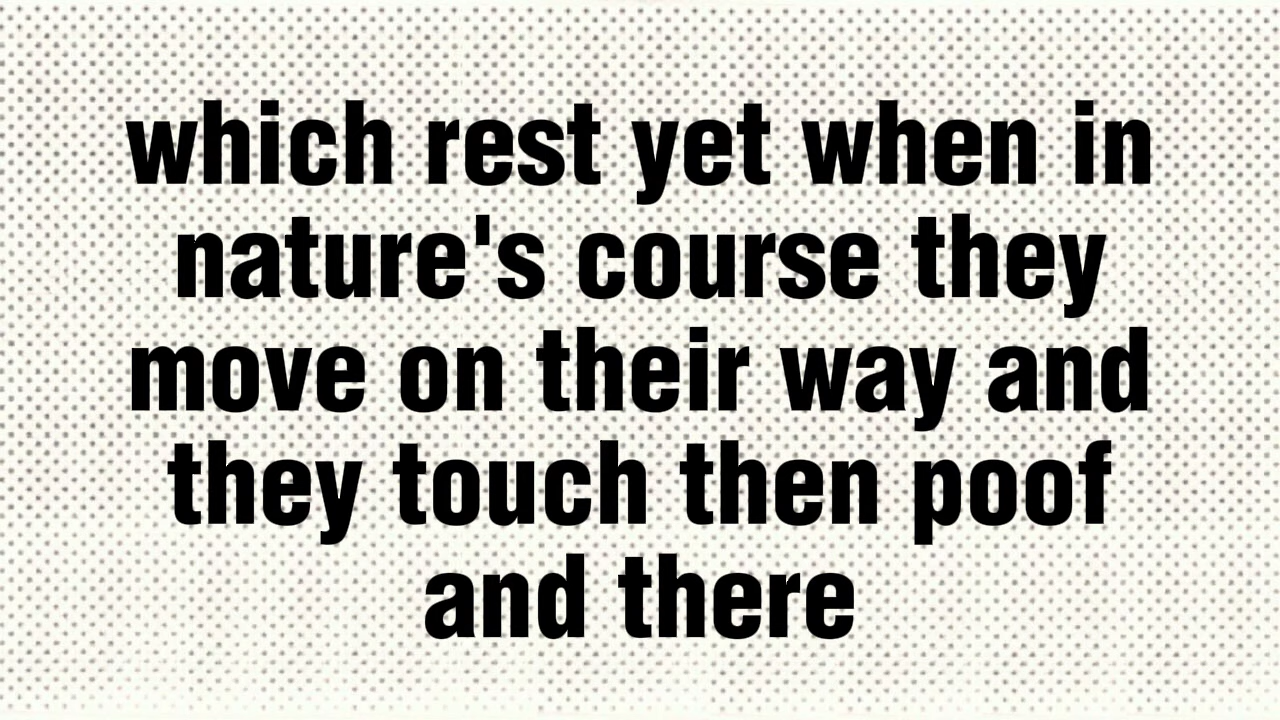 which rest yet when in
nature's course they
move on their way and
they touch then poof
and there